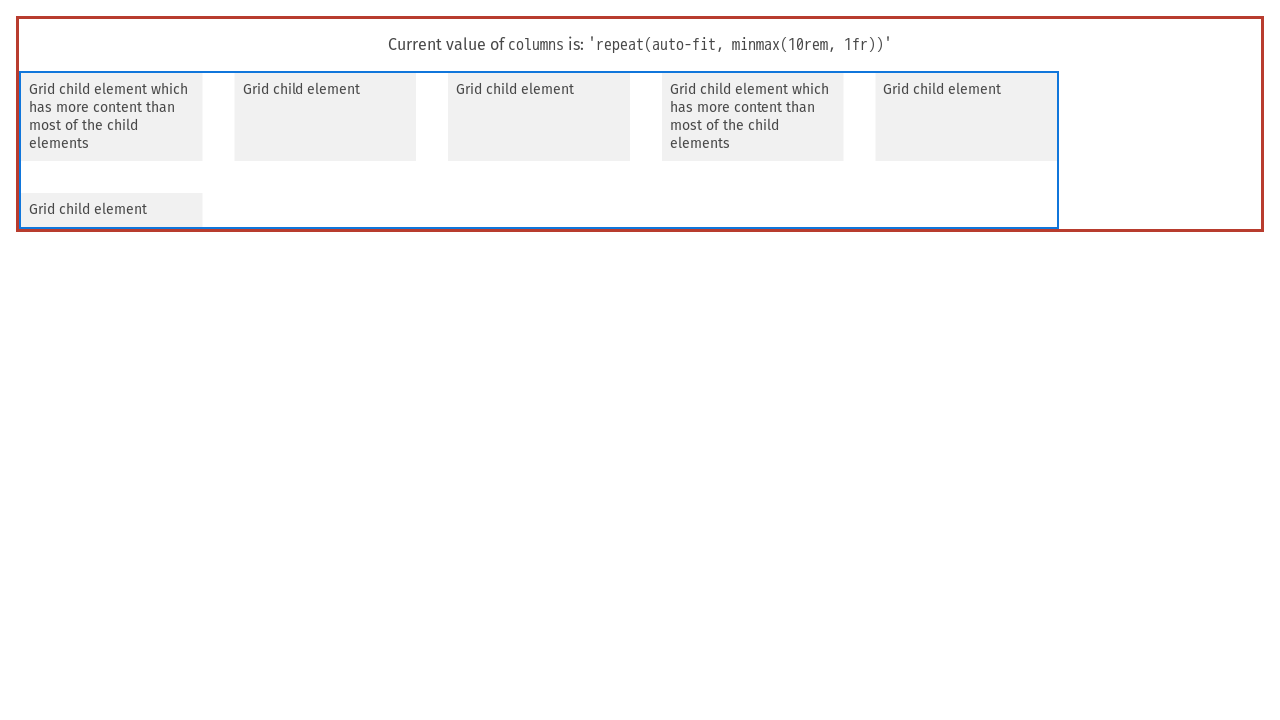 Current value of columns is: 'repeat(auto-fit, minmax(10rem, 1fr))'
Grid child element which
has more content than
most of the child
elements
Grid child element
Grid child element
Grid child element which
has more content than
most of the child
elements
Grid child element
Grid child element